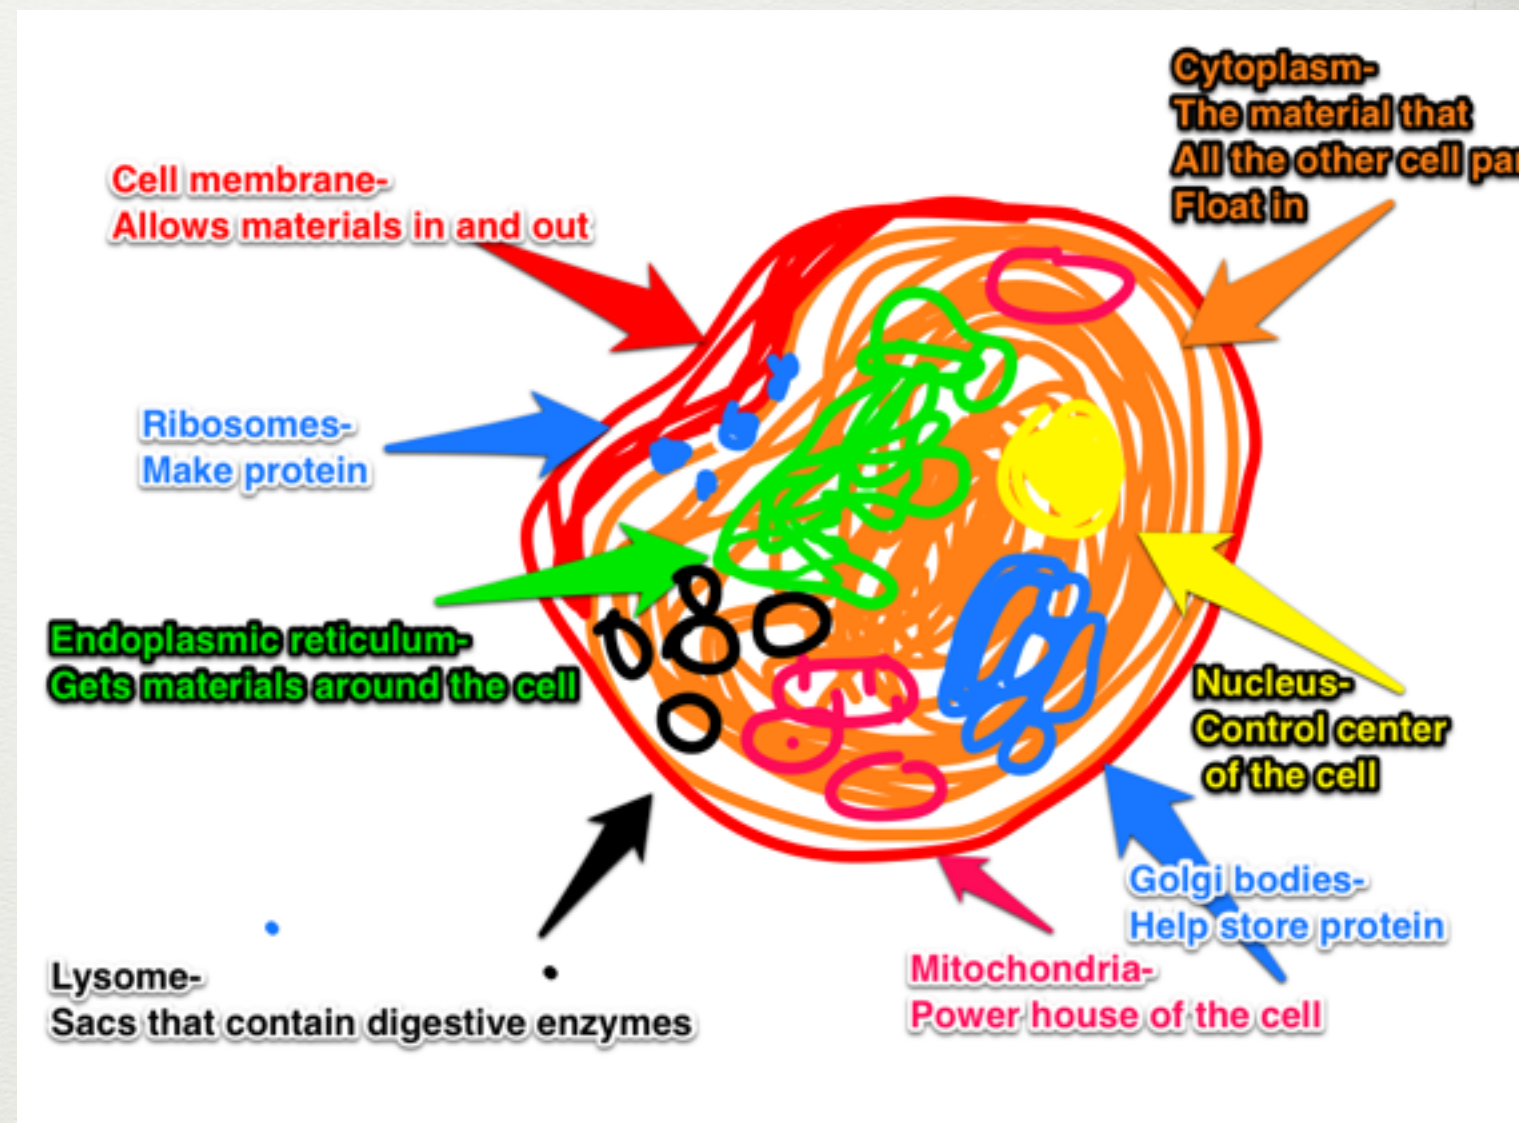 Cytoplasm-
The material that
All the other cell
Float in
Cell membrane-
Allows materials in and out
Ribosomes-
Make protein
Endoplasmic reticulum-
Gets materials around the cell
Nucleus-
Control center
of the cell
Golgi bodies-
Help store protein
Mitochondria-
Power house of the cell
Lysome-
Sacs that contain digestive enzymes